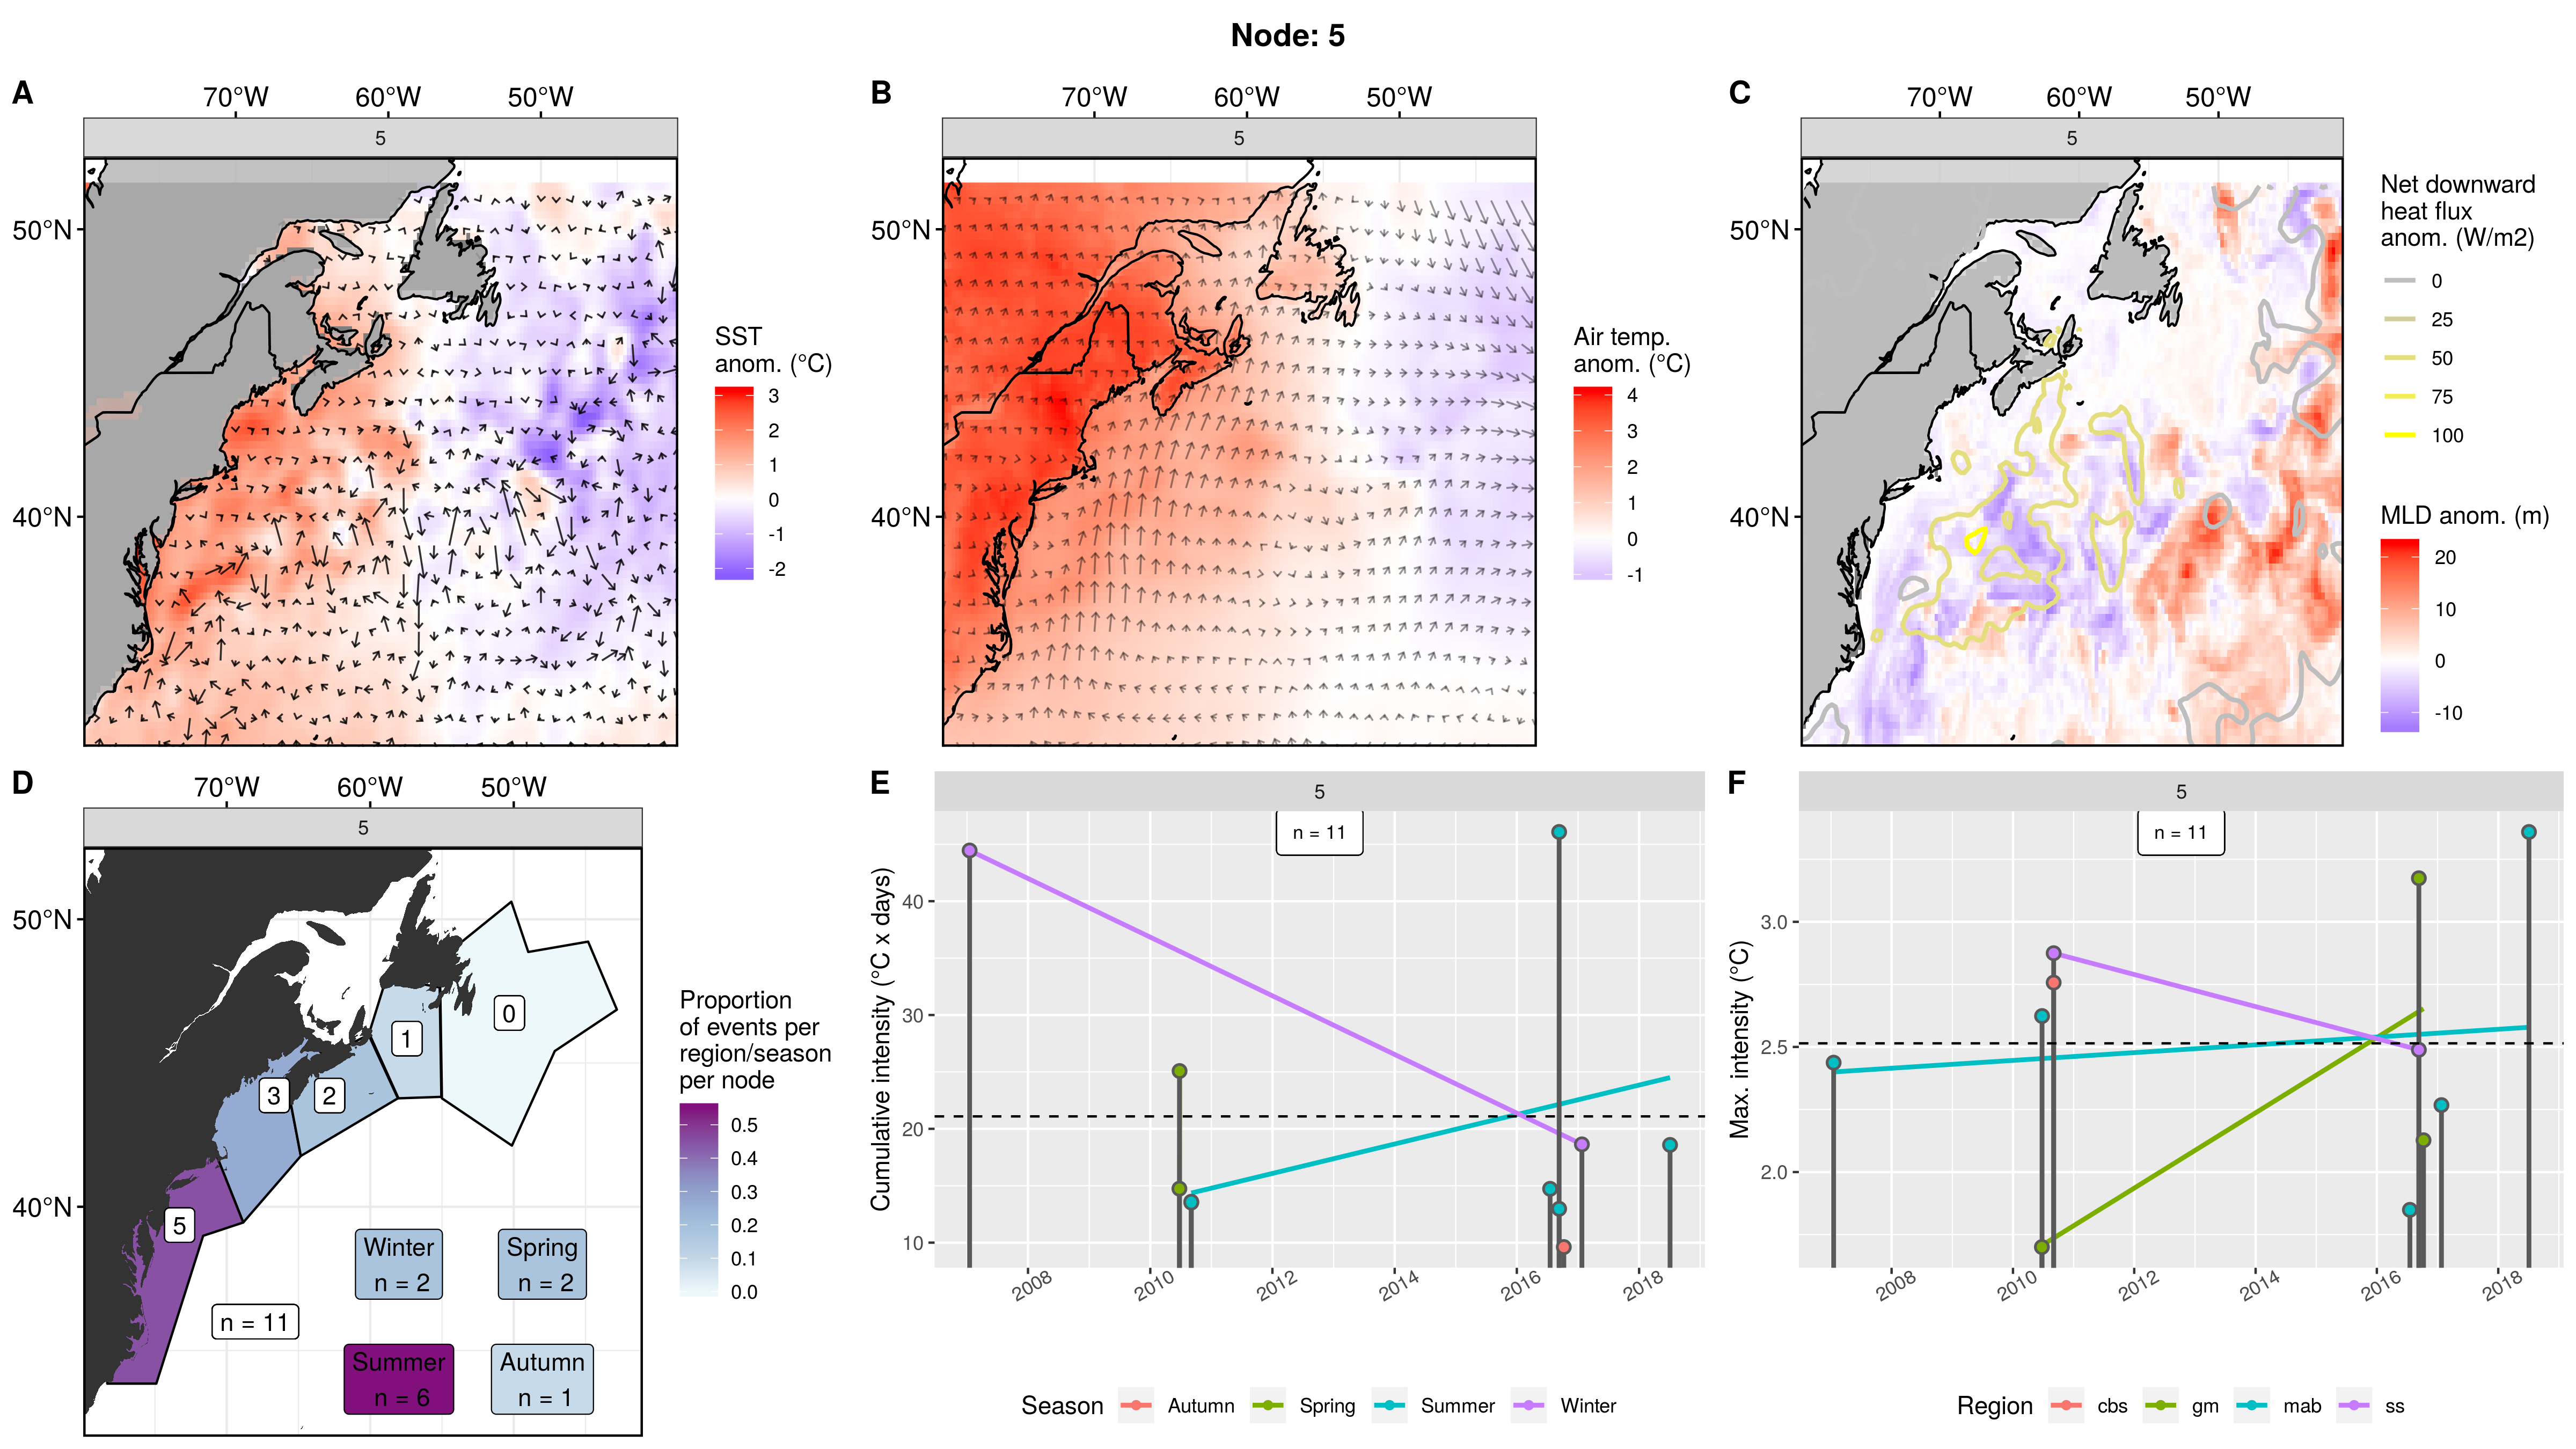 Node: 5
A
70°W 60°W 50°W
5
50°N
40°N
SST
anom. (°C)
3
2
1
0
-1
-2
B
70°W 60°W 50°W
5
50°N
40°N
Air temp.
anom. (°C)
4
3
2
1
0
-1
C
70°W 60°W 50°W
5
50°N
40°N
Net downward
heat flux
anom. (W/m2)
0
25
50
75
100
MLD anom. (m)
20
10
0
-10
D
70°W 60°W 50°W
5
50°N
40°N
0
1
2
3
5
n = 11
Winter
n = 2
Spring
n = 2
Summer
n = 6
Autumn
n = 1
Proportion
of events per
region/season
per node
0.5
0.4
0.3
0.2
0.1
0.0
E
5
n = 11
Cumulative intensity (°C x days)
40
30
20
10
2008 2010 2012 2014 2016 2018
Season Autumn Spring Summer Winter
F
5
n = 11
Max. intensity (°C)
3.0
2.5
2.0
2008 2010 2012 2014 2016 2018
Region cbs gm mab ss